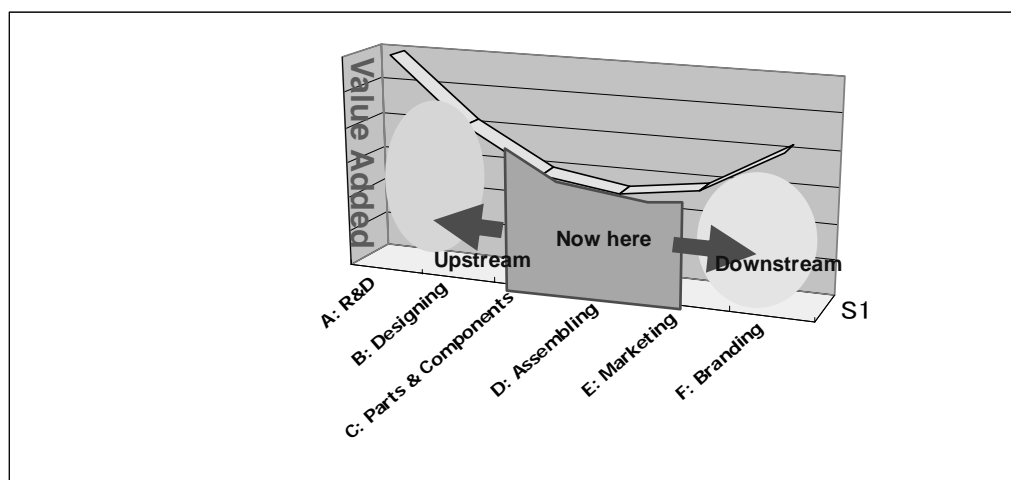 Value Added
Upstream
Now here
Downstream
A: R&D
B: Designing
C: Parts & Components
D: Assembling
E: Marketing
F: Branding
S1